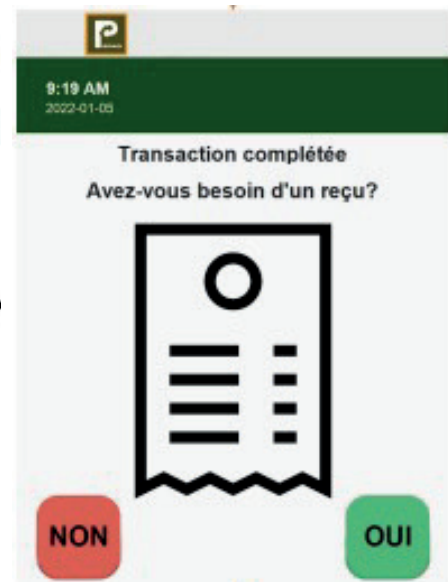 P
9:19 AM
2022-01-05
Transaction complétée
Avez-vous besoin d'un reçu?
NON
OUI